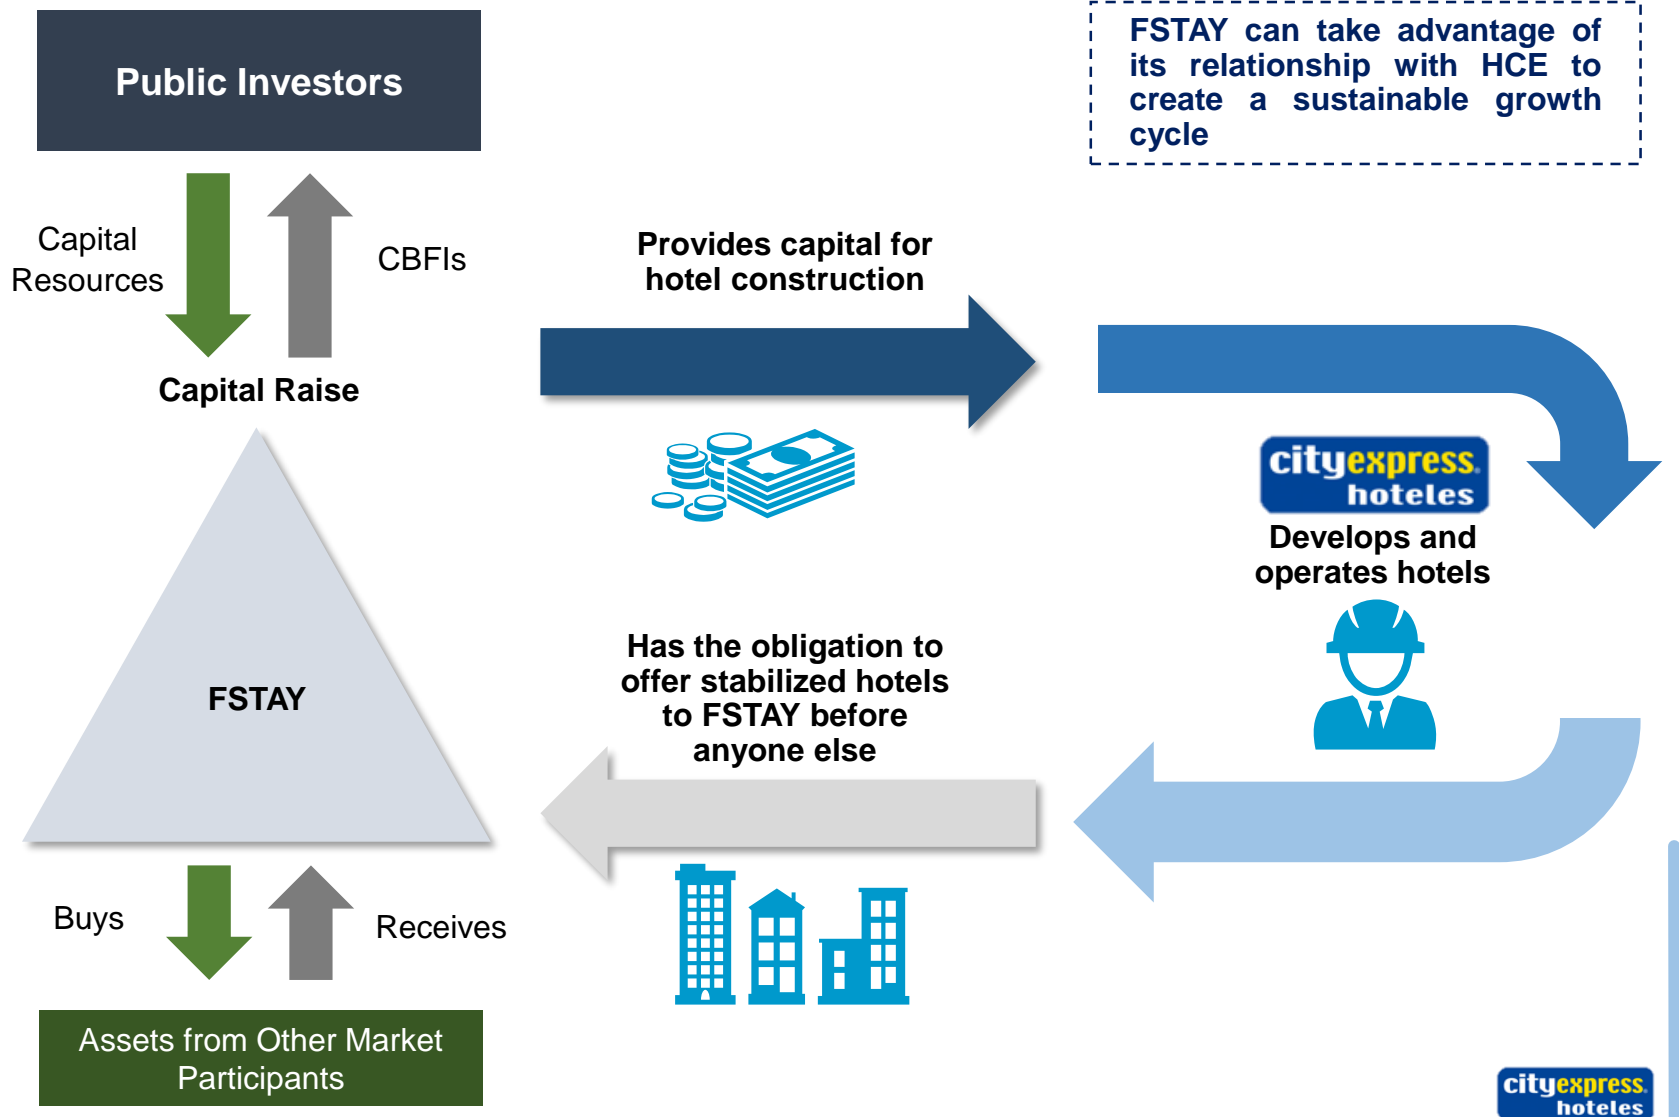 Public Investors
FSTAY can take advantage of
its relationship with HCE to
create a sustainable growth
cycle
Capital
Resources
CBFIs
Capital Raise
Provides capital for
hotel construction
cityexpress.
hoteles
Develops and
operates hotels
FSTAY
Has the obligation to
offer stabilized hotels
to FSTAY before
anyone else
Buys
Receives
Assets from Other Market
Participants
cityexpress.
hoteles